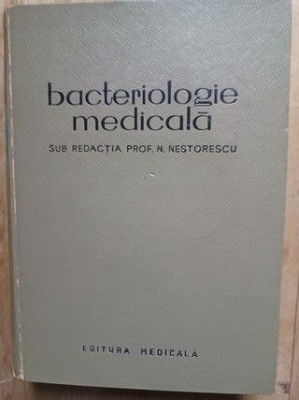 bacteriologie
medicală
SUB REDACȚIA PROF. N. NESTORESCU
EDITURA MEDICALĂ